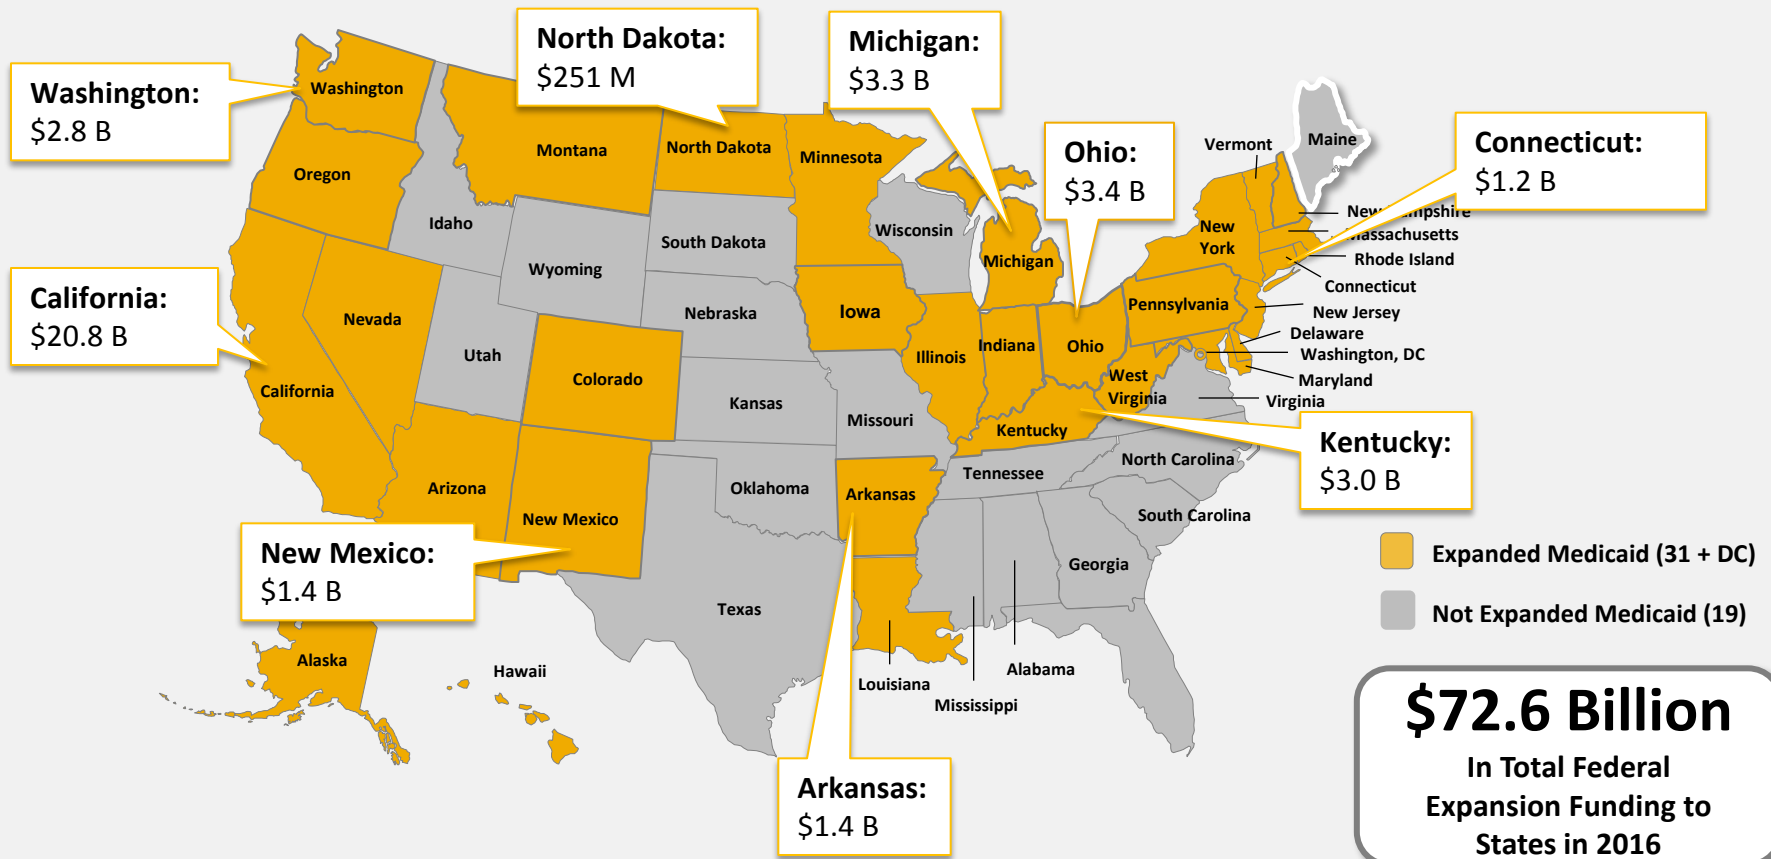 North Dakota:
$251 M
Michigan:
$3.3 B
Washington:
$2.8 B
Ohio:
$3.4 B
Connecticut:
$1.2 B
California:
$20.8 B
Kentucky:
$3.0 B
New Mexico:
$1.4 B
Arkansas:
$1.4 B
Washington
Oregon
Montana
North Dakota
Minnesota
Idaho
Wyoming
South Dakota
Wisconsin
Michigan
Nebraska
Iowa
Nevada
Utah
Colorado
California
Kansas
Missouri
Illinois
Indiana
Ohio
Pennsylvania
New
York
Vermont
Maine
New Hampshire
Massachusetts
Rhode Island
Connecticut
New Jersey
Delaware
Washington, DC
Maryland
Virginia
West
Virginia
Kentucky
Tennessee
North Carolina
South Carolina
Georgia
Arizona
New Mexico
Oklahoma
Arkansas
Texas
Louisiana
Mississippi
Alabama
Alaska
Hawaii
Expanded Medicaid (31 + DC)
Not Expanded Medicaid (19)
$72.6 Billion
In Total Federal
Expansion Funding to
States in 2016